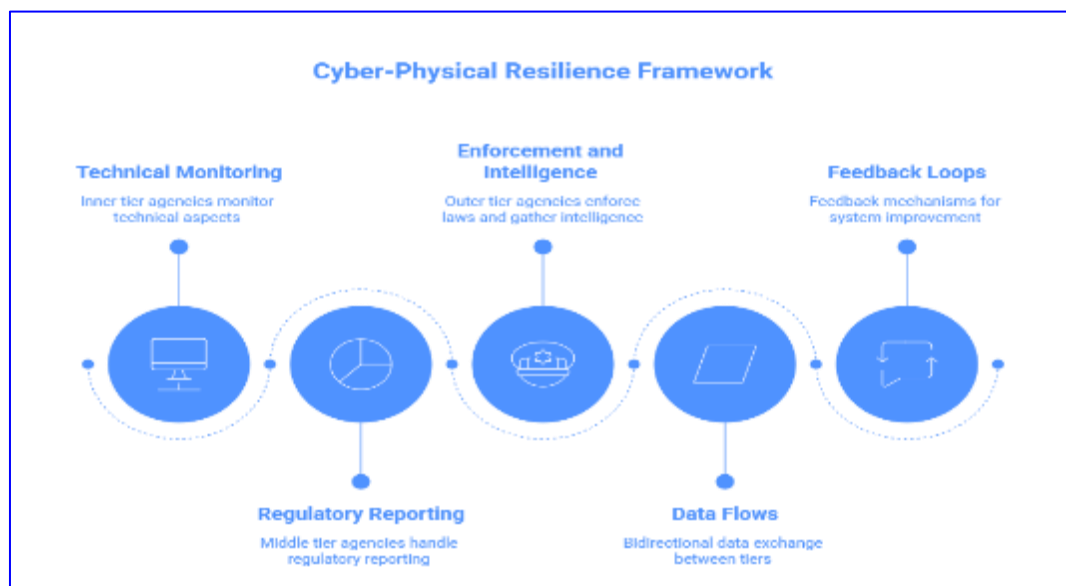 Cyber-Physical Resilience Framework
Technical Monitoring
Inner tier agencies monitor
technical aspects
Enforcement and
Intelligence
Outer tier agencies enforce
laws and gather intelligence
Feedback Loops
Feedback mechanisms for
system improvement
Regulatory Reporting
Middle tier agencies handle
regulatory reporting
Data Flows
Bidirectional data exchange
between tiers